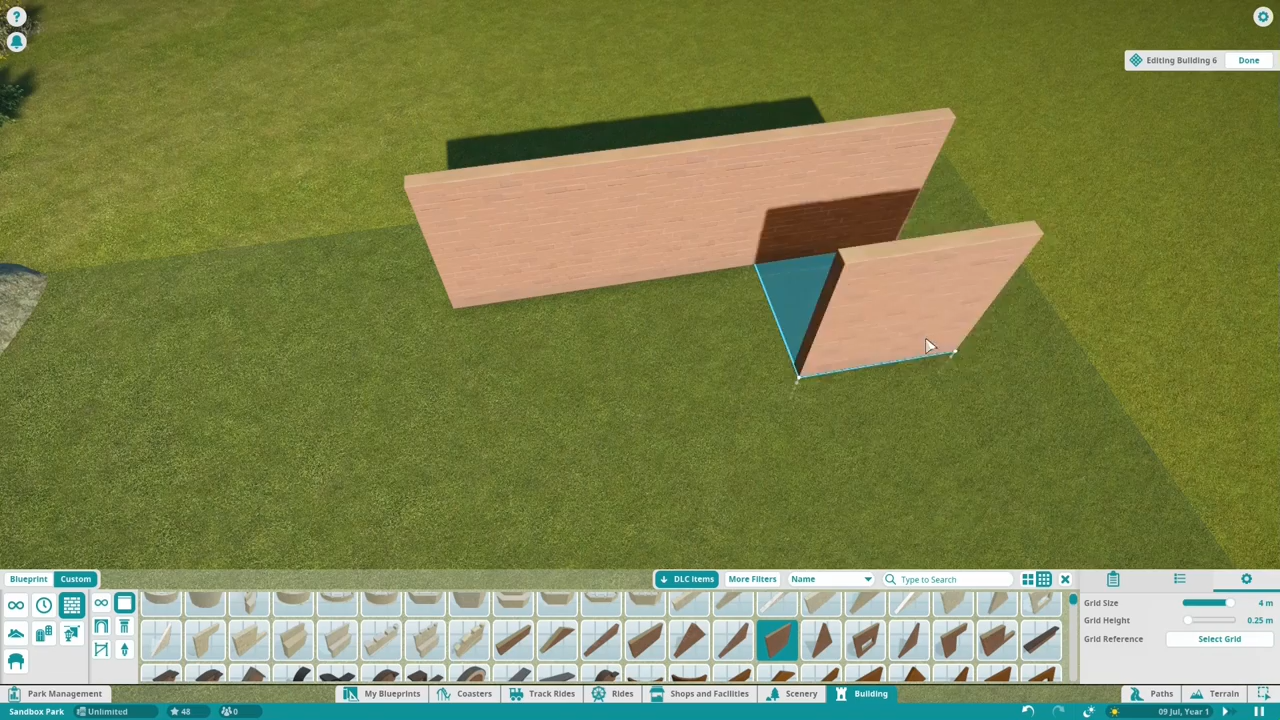 ?
Editing Building 6
Done
Blueprint
Custom
DLC Items
More Filters
Name
Type to Search
Grid Size
4 m
Grid Height
0.25 m
Grid Reference
Select Grid
Park Management
My Blueprints
Coasters
Track Rides
Rides
Shops and Facilities
Scenery
Building
Paths
Terrain
Sandbox Park
Unlimited
48
0
09 Jul, Year 1